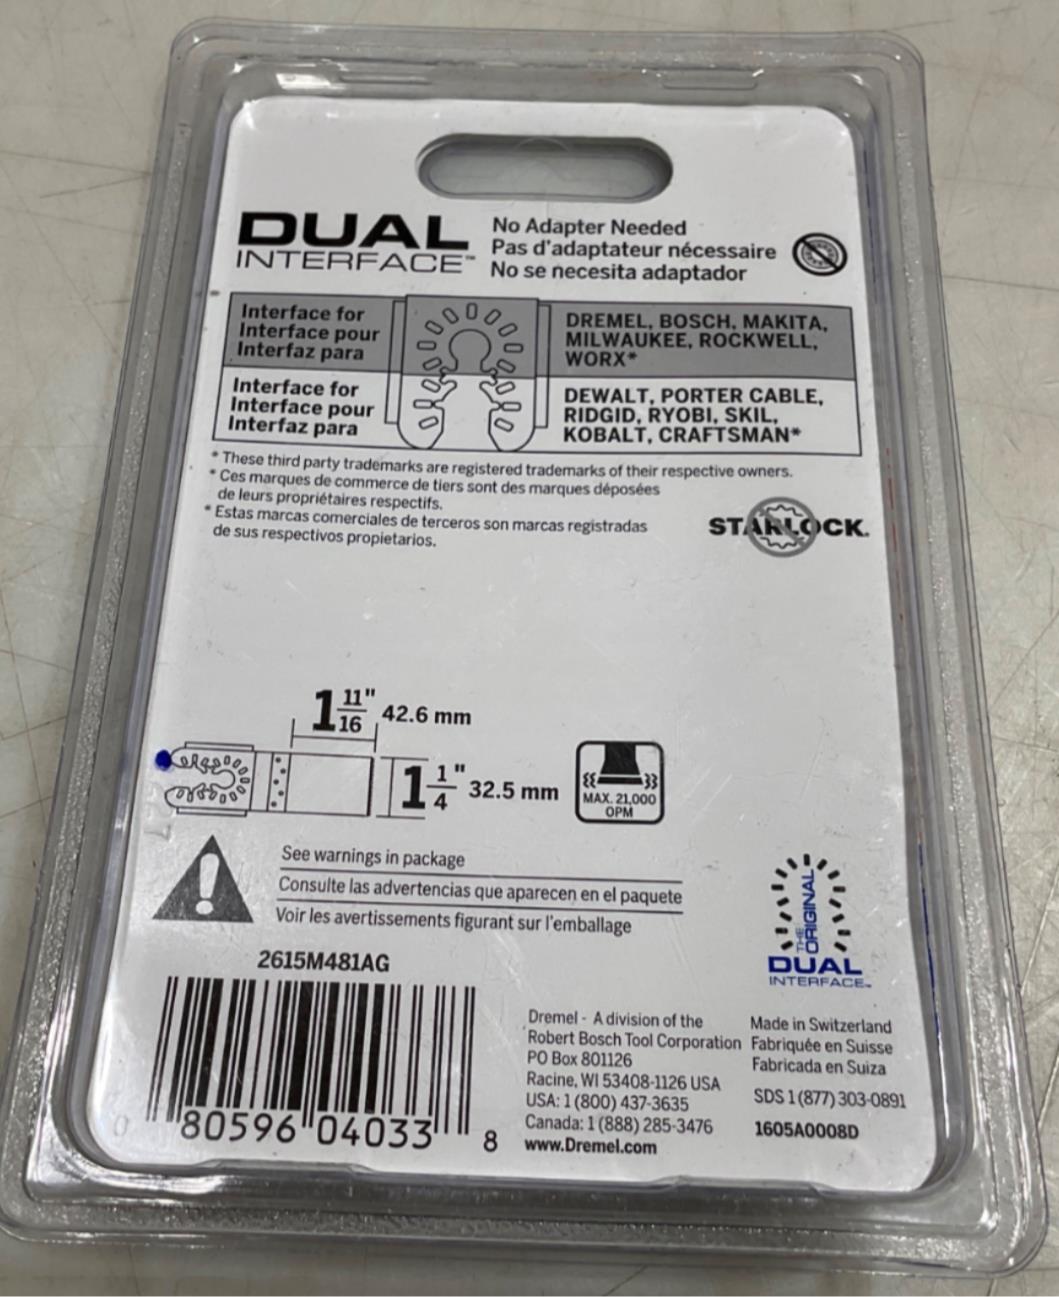 DUAL
INTERFACE™
No Adapter Needed
Pas d'adaptateur nécessaire
No se necesita adaptador
Interface for
Interface pour
Interfaz para
DREMEL, BOSCH, MAKITA,
MILWAUKEE, ROCKWELL,
WORX*
Interface for
Interface pour
Interfaz para
DEWALT, PORTER CABLE,
RIDGID, RYOBI, SKIL,
KOBALT, CRAFTSMAN*
* These third party trademarks are registered trademarks of their respective owners.
* Ces marques de commerce de tiers sont des marques déposées
de leurs propriétaires respectifs.
* Estas marcas comerciales de terceros son marcas registradas
de sus respectivos propietarios.
STARLOCK.
1 11/16" 42.6 mm
1 1/4" 32.5 mm
MAX. 21,000
OPM
See warnings in package
Consulte las advertencias que aparecen en el paquete
Voir les avertissements figurant sur l'emballage
THE
ORIGINAL
DUAL
INTERFACE™
2615M481AG
0 80596 04033 8
Dremel - A division of the
Robert Bosch Tool Corporation
PO Box 801126
Racine, WI 53408-1126 USA
USA: 1 (800) 437-3635
Canada: 1 (888) 285-3476
www.Dremel.com
Made in Switzerland
Fabriquée en Suisse
Fabricada en Suiza
SDS 1 (877) 303-0891
1605A0008D